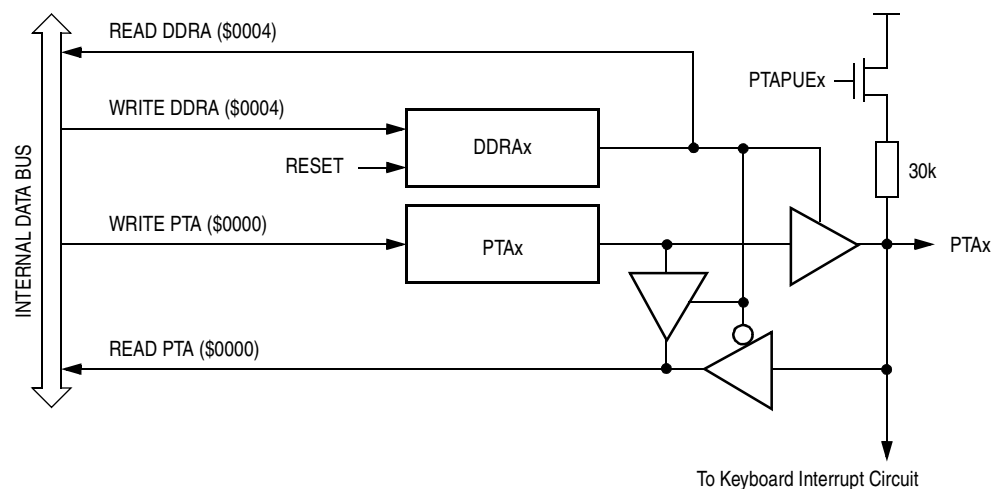 READ DDRA ($0004)
PTAPUEx
WRITE DDRA ($0004)
DDRAx
RESET
30k
WRITE PTA ($0000)
PTAx
PTAx
INTERNAL DATA BUS
READ PTA ($0000)
To Keyboard Interrupt Circuit